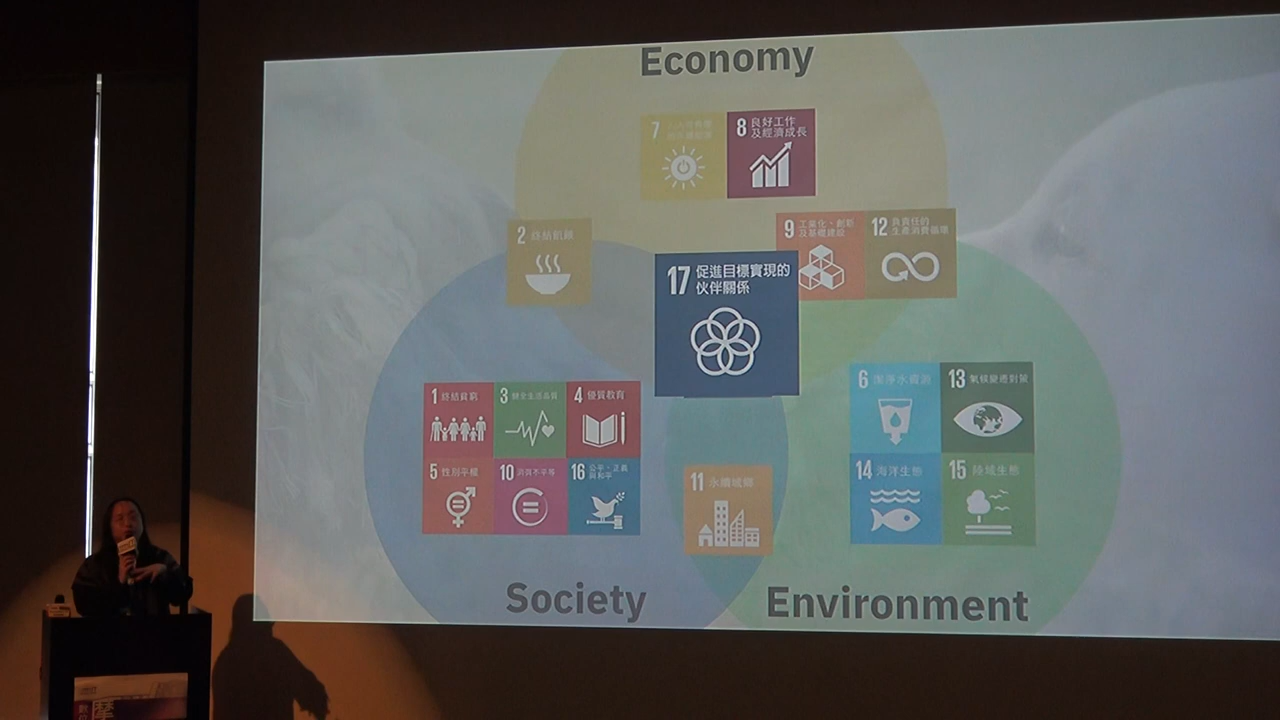 Economy
7
8 良好工作
及經濟成長
2 終結飢餓
9 工業化、創新
及基礎建設
12 負責任的
生產消費循環
17 促進目標實現的
伙伴關係
1 終結貧窮
3 健全生活品質
4 優質教育
6 潔淨水資源
13 氣候變遷對策
5 性別平權
10 消弭不平等
16 公平、正義
與和平
11 永續城鄉
14 海洋生態
15 陸域生態
Society
Environment